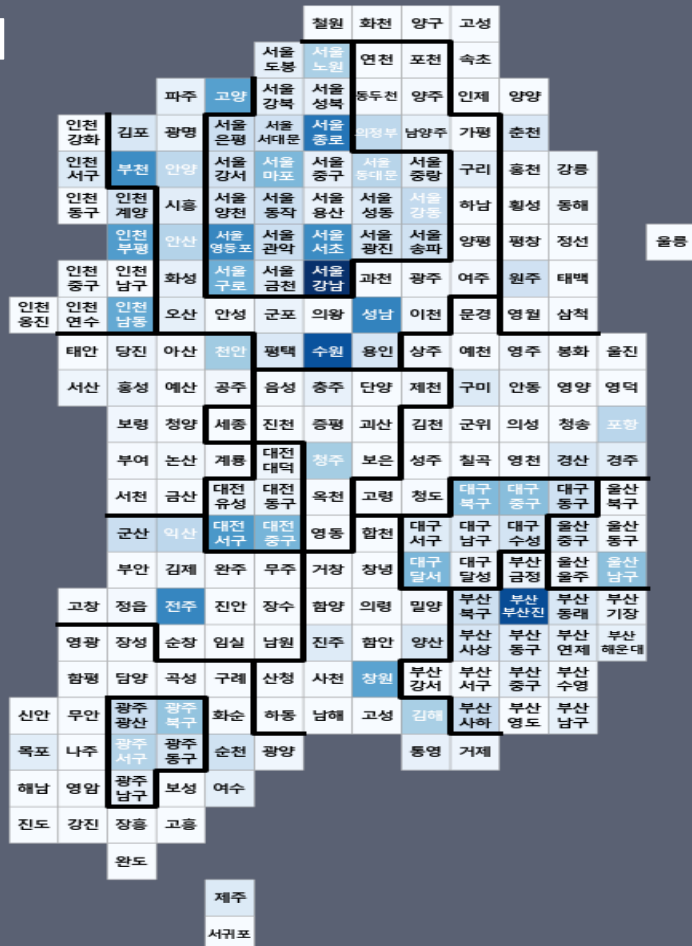 철원 화천 양구 고성
서울 도봉 서울 노원 연천 포천 속초
파주 고양 서울 강북 서울 성북 동두천 양주 인제 양양
인천 강화 김포 광명 서울 은평 서울 서대문 서울 종로 의정부 남양주 가평 춘천
인천 서구 부천 안양 서울 강서 서울 마포 서울 중구 서울 동대문 서울 중랑 구리 홍천 강릉
인천 동구 인천 계양 시흥 서울 양천 서울 동작 서울 용산 서울 성동 서울 강동 하남 횡성 동해
인천 부평 안산 서울 영등포 서울 관악 서울 서초 서울 광진 서울 송파 양평 평창 정선 울릉
인천 중구 인천 남구 화성 서울 구로 서울 금천 서울 강남 과천 광주 여주 원주 태백
인천 옹진 인천 연수 인천 남동 오산 안성 군포 의왕 성남 이천 문경 영월 삼척
태안 당진 아산 천안 평택 수원 용인 상주 예천 영주 봉화 울진
서산 홍성 예산 공주 음성 충주 단양 제천 구미 안동 영양 영덕
보령 청양 세종 진천 증평 괴산 김천 군위 의성 청송 포항
부여 논산 계룡 대전 대덕 청주 보은 성주 칠곡 영천 경산 경주
서천 금산 대전 유성 대전 동구 옥천 고령 청도 대구 북구 대구 중구 대구 동구 울산 북구
군산 익산 대전 서구 대전 중구 영동 합천 대구 서구 대구 남구 대구 수성 울산 중구 울산 동구
부안 김제 완주 무주 거창 창녕 대구 달서 대구 달성 부산 금정 울산 울주 울산 남구
고창 정읍 전주 진안 장수 함양 의령 밀양 부산 북구 부산 부산진 부산 동래 부산 기장
영광 장성 순창 임실 남원 진주 함안 양산 부산 사상 부산 동구 부산 연제 부산 해운대
함평 담양 곡성 구례 산청 사천 창원 부산 강서 부산 서구 부산 중구 부산 수영
신안 무안 광주 광산 광주 북구 화순 하동 남해 고성 김해 부산 사하 부산 영도 부산 남구
목포 나주 광주 서구 광주 동구 순천 광양 통영 거제
해남 영암 광주 남구 보성 여수
진도 강진 장흥 고흥
완도
제주
서귀포